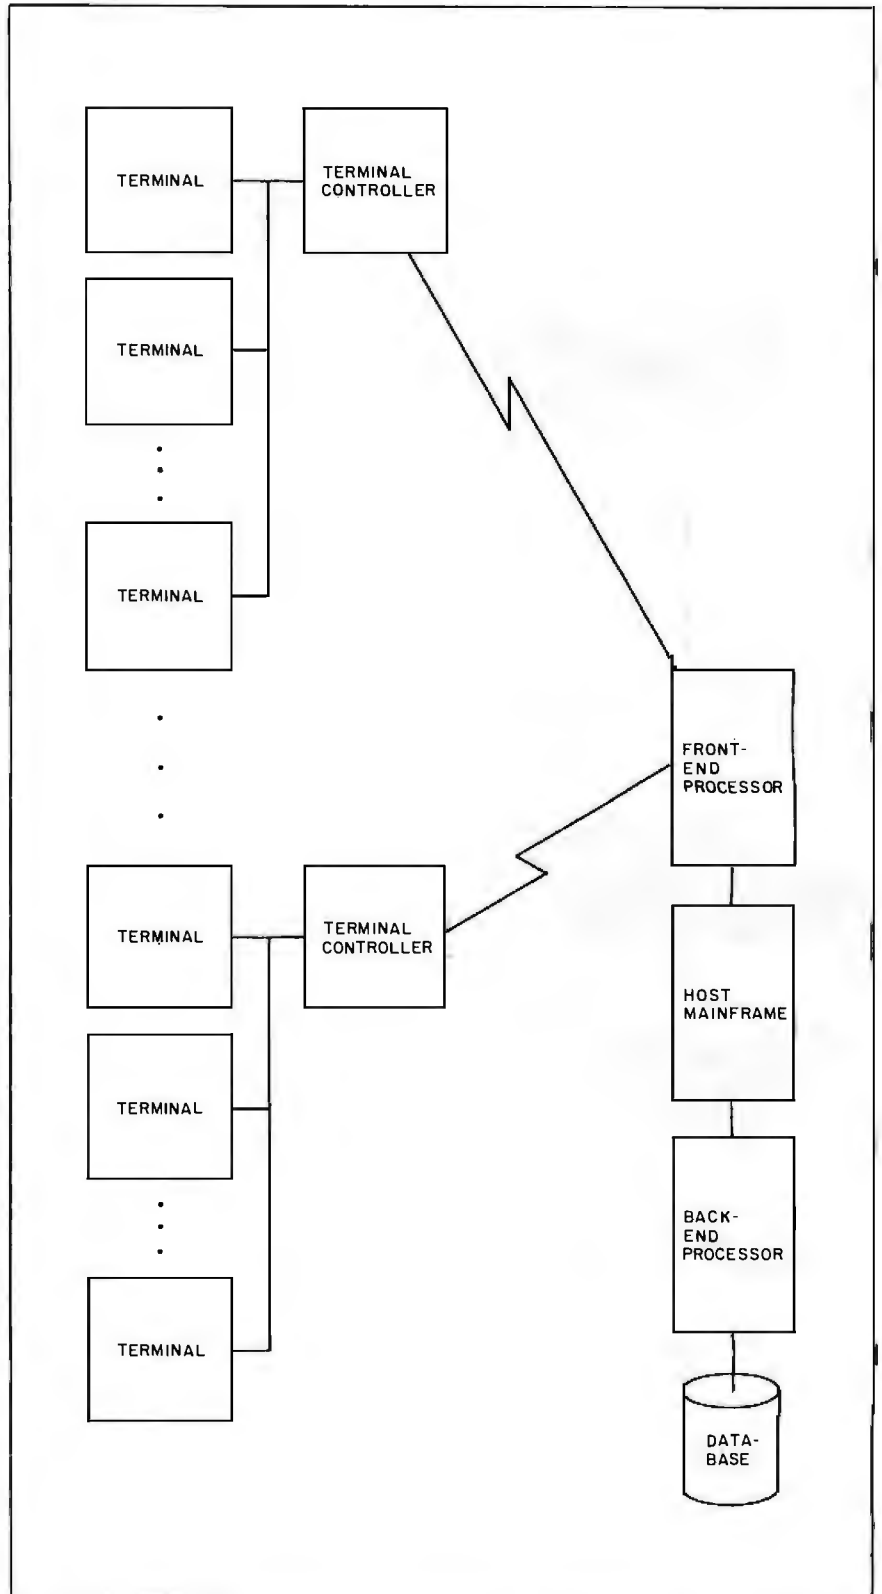 TERMINAL
TERMINAL
CONTROLLER
TERMINAL
TERMINAL
FRONT-
END
PROCESSOR
TERMINAL
TERMINAL
CONTROLLER
HOST
MAINFRAME
TERMINAL
BACK-
END
PROCESSOR
TERMINAL
DATA-
BASE